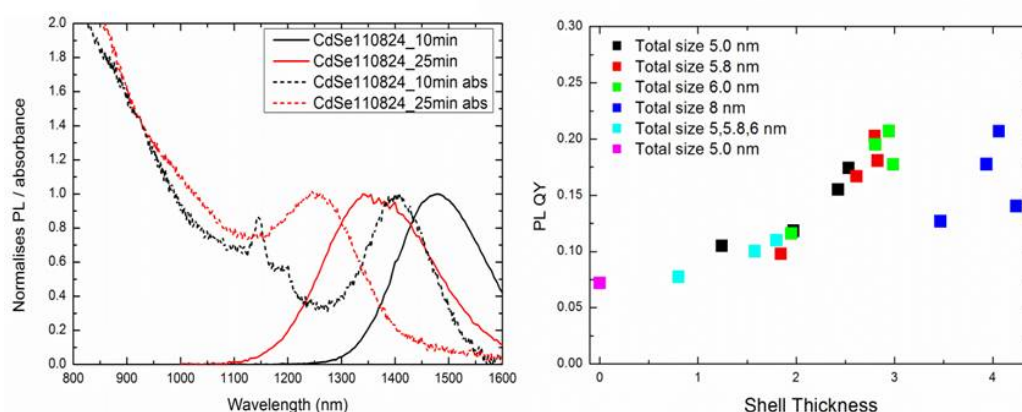 2.0
1.8
1.6
1.4
1.2
1.0
0.8
0.6
0.4
0.2
0.0
Normalises PL / absorbance
CdSe110824_10min
CdSe110824_25min
CdSe110824_10min abs
CdSe110824_25min abs
800 900 1000 1100 1200 1300 1400 1500 1600
Wavelength (nm)
0.30
0.25
0.20
0.15
0.10
0.05
0.00
PL QY
Total size 5.0 nm
Total size 5.8 nm
Total size 6.0 nm
Total size 8 nm
Total size 5,5.8,6 nm
Total size 5.0 nm
0 1 2 3 4
Shell Thickness